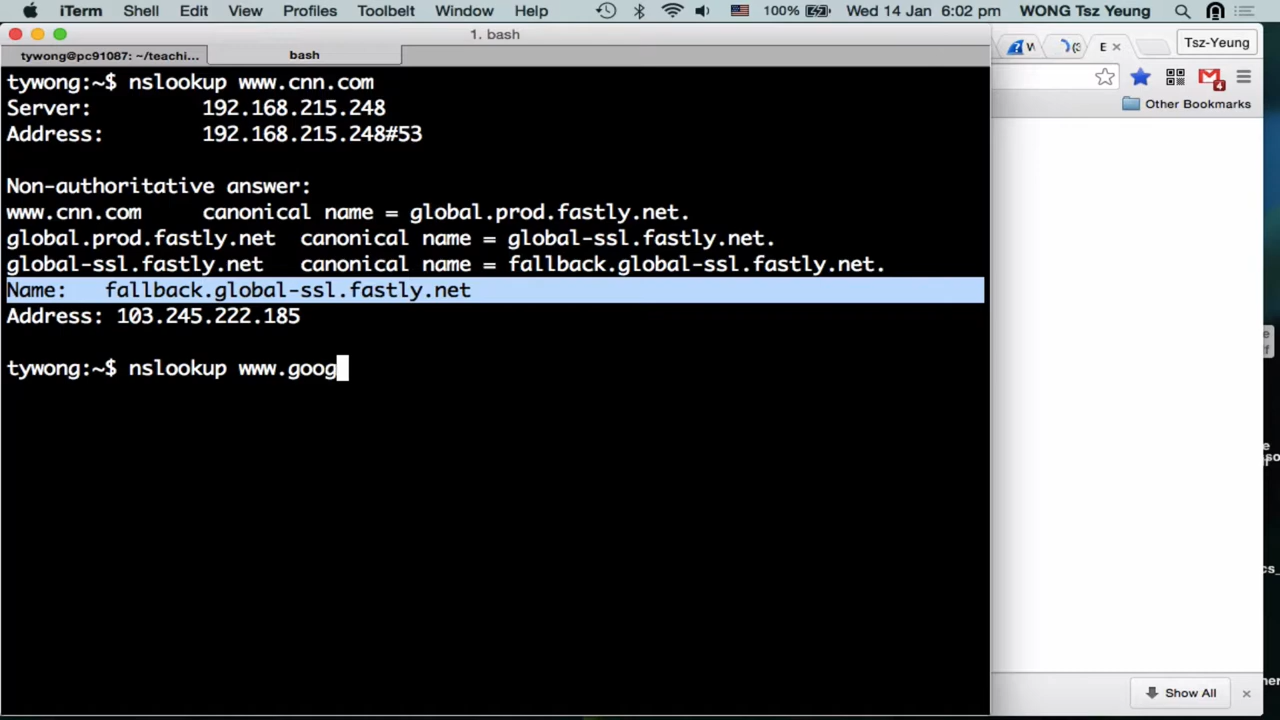 iTerm Shell Edit View Profiles Toolbelt Window Help 100% Wed 14 Jan 6:02 pm WONG Tsz Yeung
1. bash
tywong@pc91087: ~/teachi... bash
Tsz-Yeung
Other Bookmarks
tywong:~$ nslookup www.cnn.com
Server: 192.168.215.248
Address: 192.168.215.248#53
Non-authoritative answer:
www.cnn.com canonical name = global.prod.fastly.net.
global.prod.fastly.net canonical name = global-ssl.fastly.net.
global-ssl.fastly.net canonical name = fallback.global-ssl.fastly.net.
Name: fallback.global-ssl.fastly.net
Address: 103.245.222.185
tywong:~$ nslookup www.goog
Show All